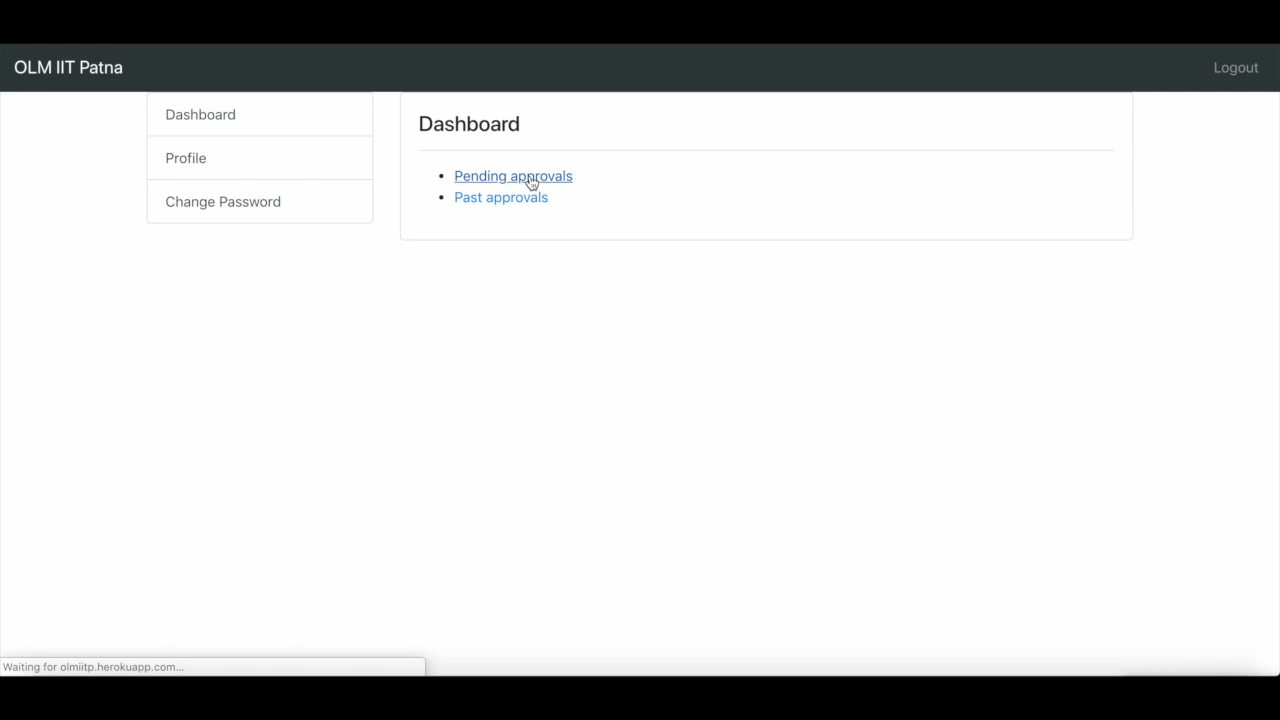 OLM IIT Patna
Logout
Dashboard
Profile
Change Password
Dashboard
Pending approvals
Past approvals
Waiting for olmiitp.herokuapp.com...